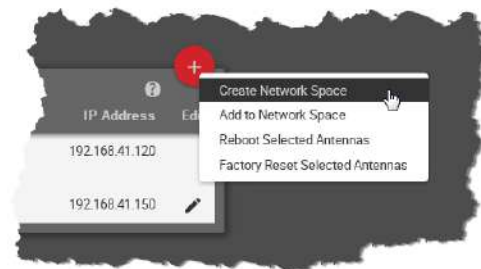 +
Create Network Space
?
IP Address Edi
Add to Network Space
Reboot Selected Antennas
192.168.41.120
Factory Reset Selected Antennas
192.168.41.150